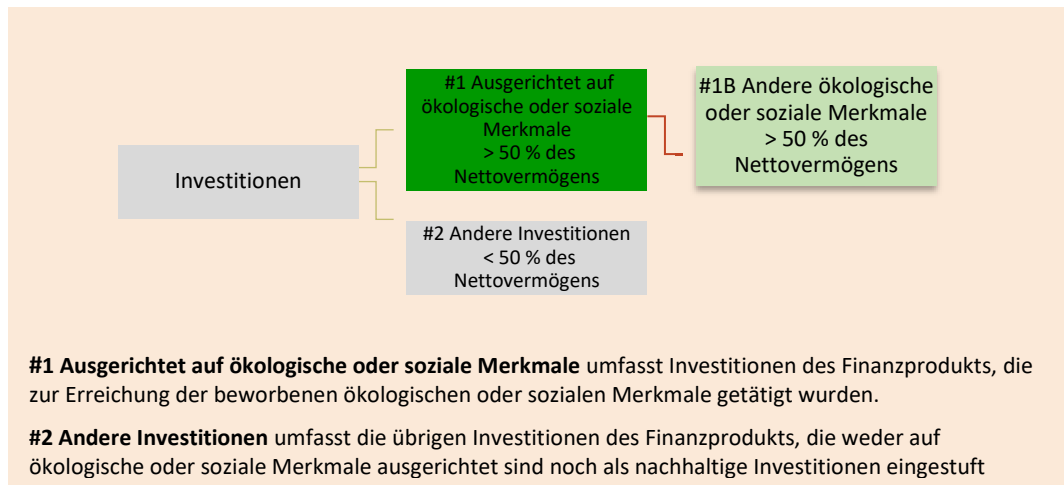 #1 Ausgerichtet auf
ökologische oder soziale
Merkmale
> 50 % des
Nettovermögens
#1B Andere ökologische
oder soziale Merkmale
> 50 % des
Nettovermögens
Investitionen
#2 Andere Investitionen
< 50 % des
Nettovermögens
#1 Ausgerichtet auf ökologische oder soziale Merkmale umfasst Investitionen des Finanzprodukts, die
zur Erreichung der beworbenen ökologischen oder sozialen Merkmale getätigt wurden.
#2 Andere Investitionen umfasst die übrigen Investitionen des Finanzprodukts, die weder auf
ökologische oder soziale Merkmale ausgerichtet sind noch als nachhaltige Investitionen eingestuft